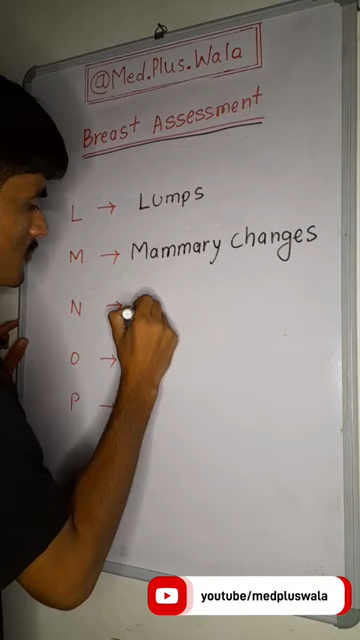 @Med.Plus.Wala
Breast Assessment
L → Lumps
M → Mammary Changes
N →
O →
P →
youtube/medpluswala